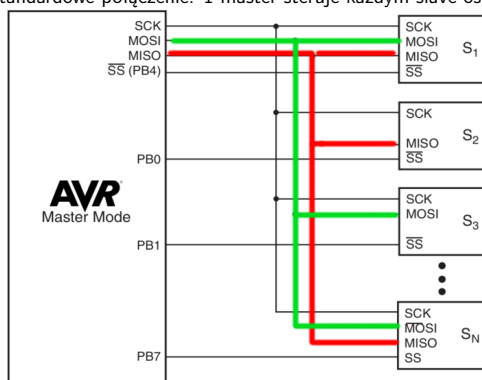 tandardowe połączenie: 1 master steruje każdym slave os
SCK
MOSI
MISO
SS (PB4)
PB0
AVR
Master Mode
PB1
PB7
SCK
MOSI
MISO
SS
S1
SCK
MISO
SS
S2
SCK
MOSI
SS
S3
SCK
MOSI
MISO
SS
SN